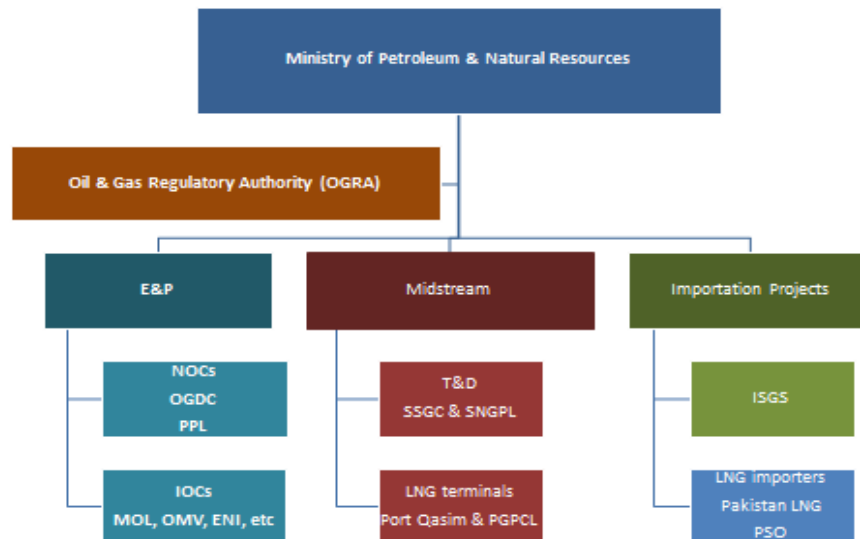 Ministry of Petroleum & Natural Resources
Oil & Gas Regulatory Authority (OGRA)
E&P
Midstream
Importation Projects
NOCs
OGDC
PPL
T&D
SSGC & SNGPL
ISGS
IOCs
MOL, OMV, ENI, etc
LNG terminals
Port Qasim & PGPCL
LNG importers
Pakistan LNG
PSO